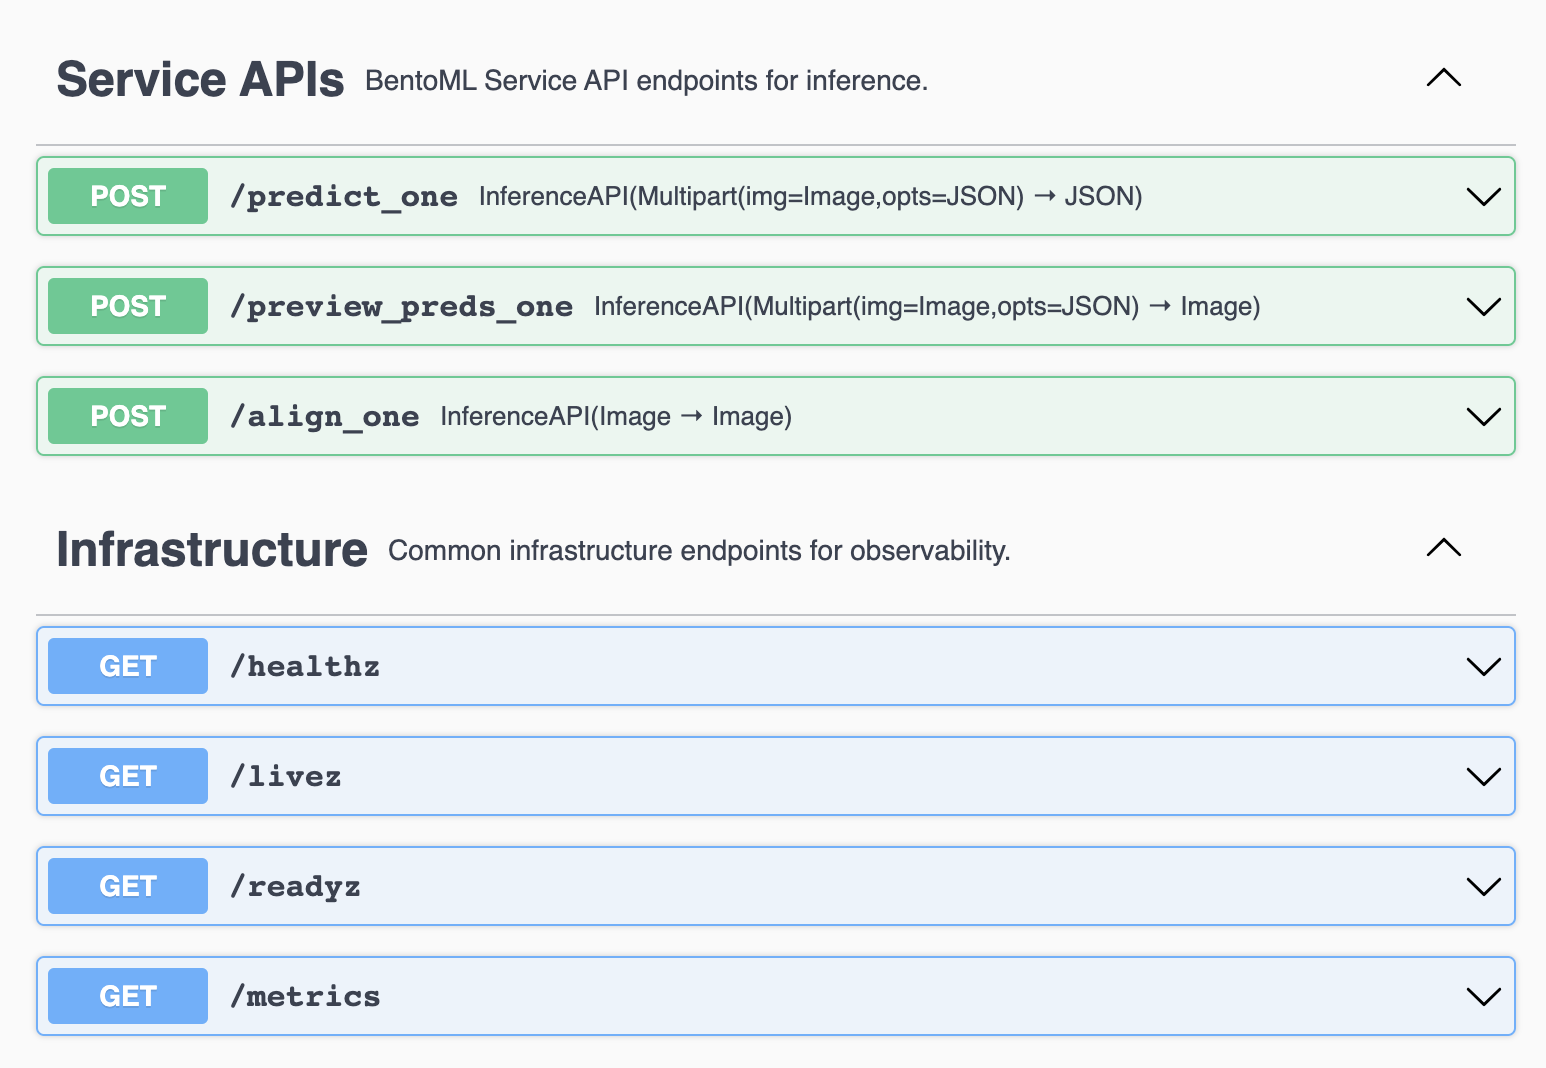 Service APIs BentoML Service API endpoints for inference.
POST /predict_one InferenceAPI(Multipart(img=Image,opts=JSON) → JSON)
POST /preview_preds_one InferenceAPI(Multipart(img=Image,opts=JSON) → Image)
POST /align_one InferenceAPI(Image → Image)
Infrastructure Common infrastructure endpoints for observability.
GET /healthz
GET /livez
GET /readyz
GET /metrics